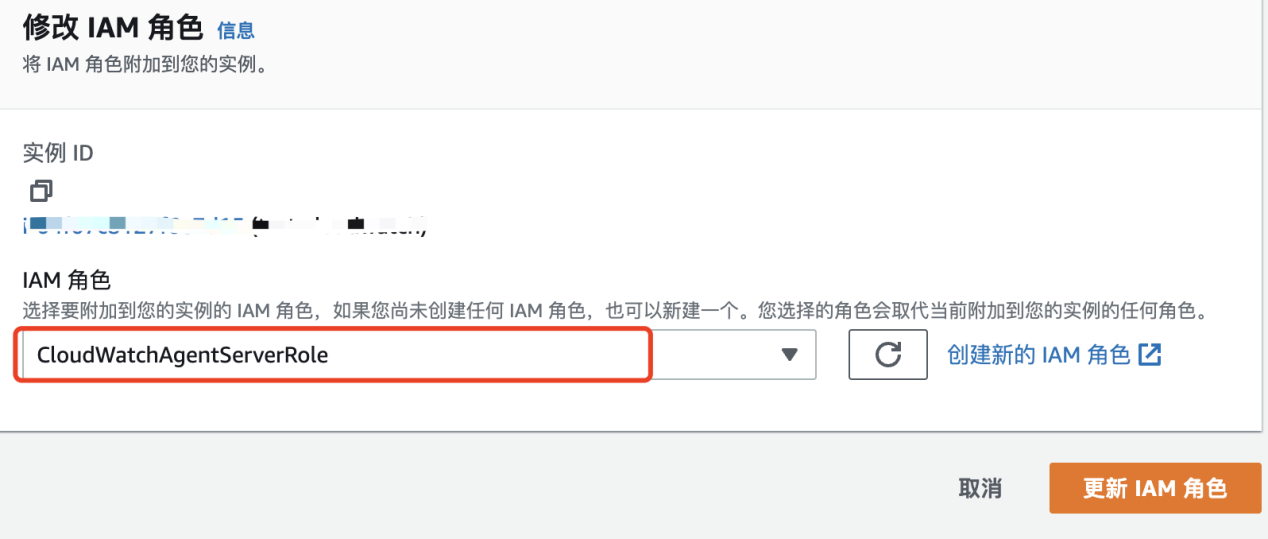 修改 IAM 角色 信息
将 IAM 角色附加到您的实例。
实例 ID
IAM 角色
选择要附加到您的实例的 IAM 角色，如果您尚未创建任何 IAM 角色，也可以新建一个。您选择的角色会取代当前附加到您的实例的任何角色。
CloudWatchAgentServerRole 创建新的 IAM 角色
取消 更新 IAM 角色